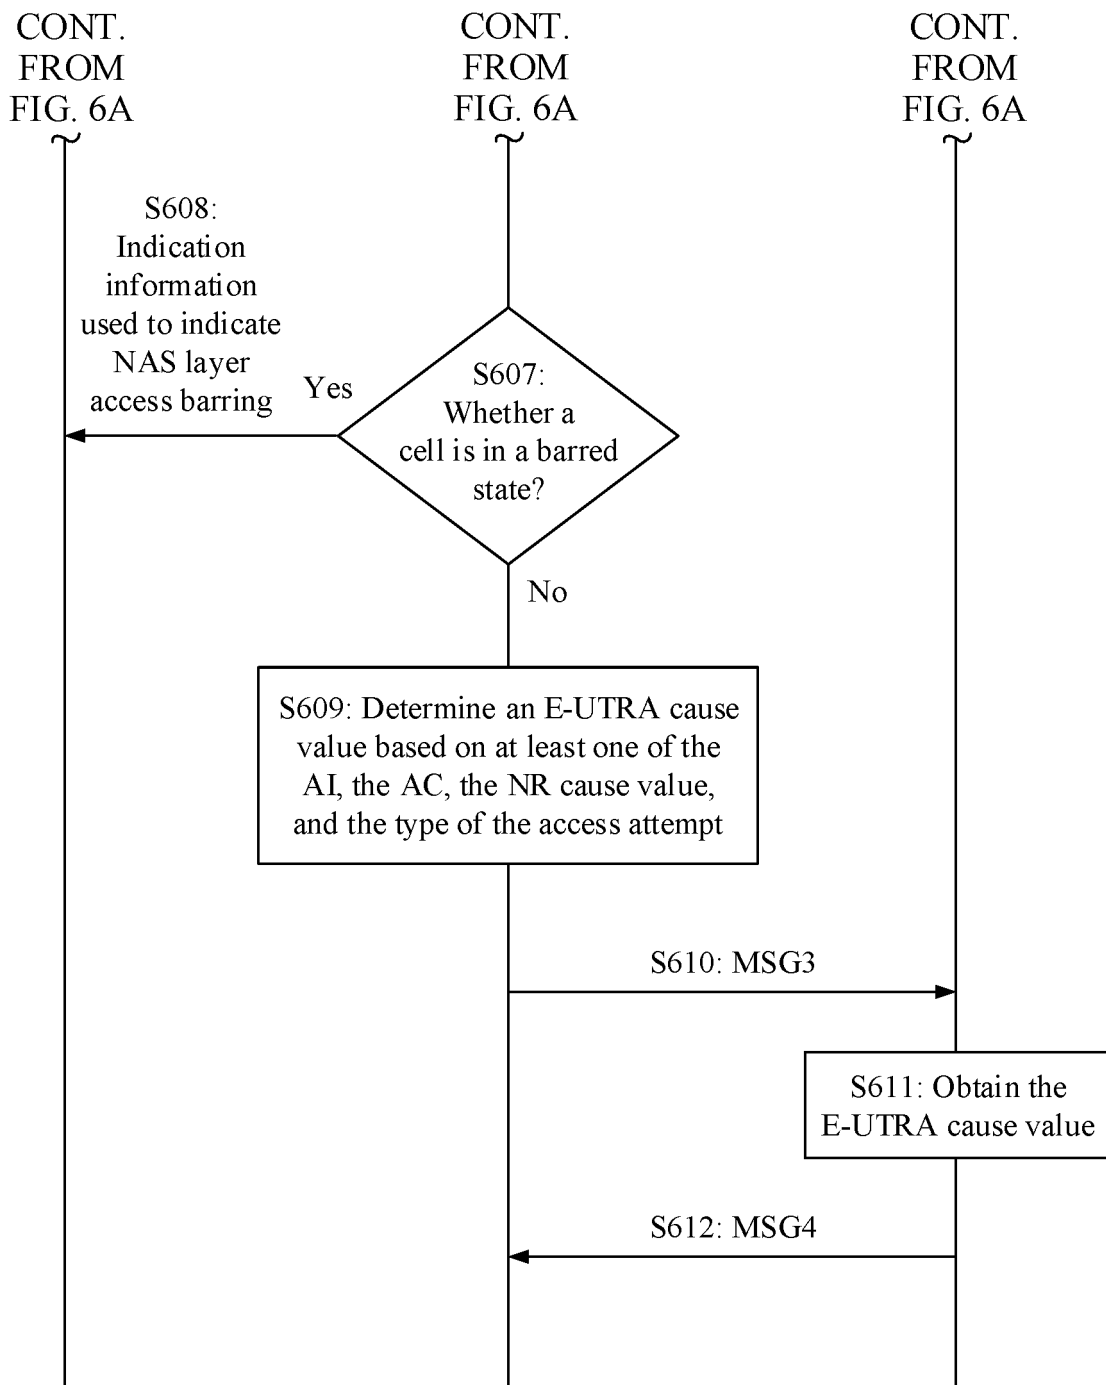 CONT.
FROM
FIG. 6A
CONT.
FROM
FIG. 6A
CONT.
FROM
FIG. 6A
S608:
Indication
information
used to indicate
NAS layer
access barring
Yes
S607:
Whether a
cell is in a barred
state?
No
S609: Determine an E-UTRA cause
value based on at least one of the
AI, the AC, the NR cause value,
and the type of the access attempt
S610: MSG3
S611: Obtain the
E-UTRA cause value
S612: MSG4